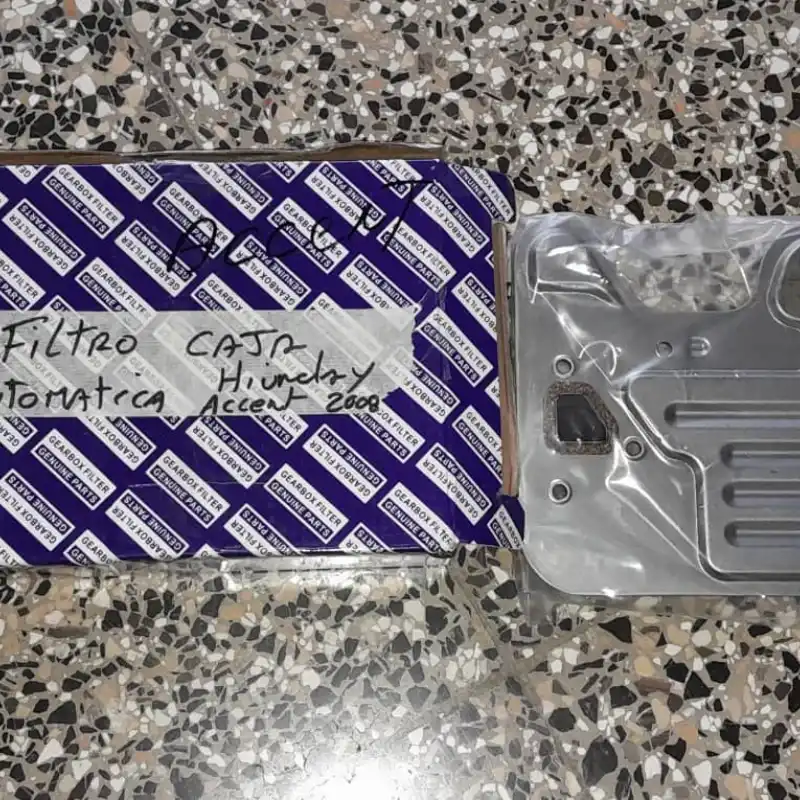 Accent
Filtro CAJA
Hiunday
tomatica Accent 2008
GEARBOX FILTER
GENUINE PARTS